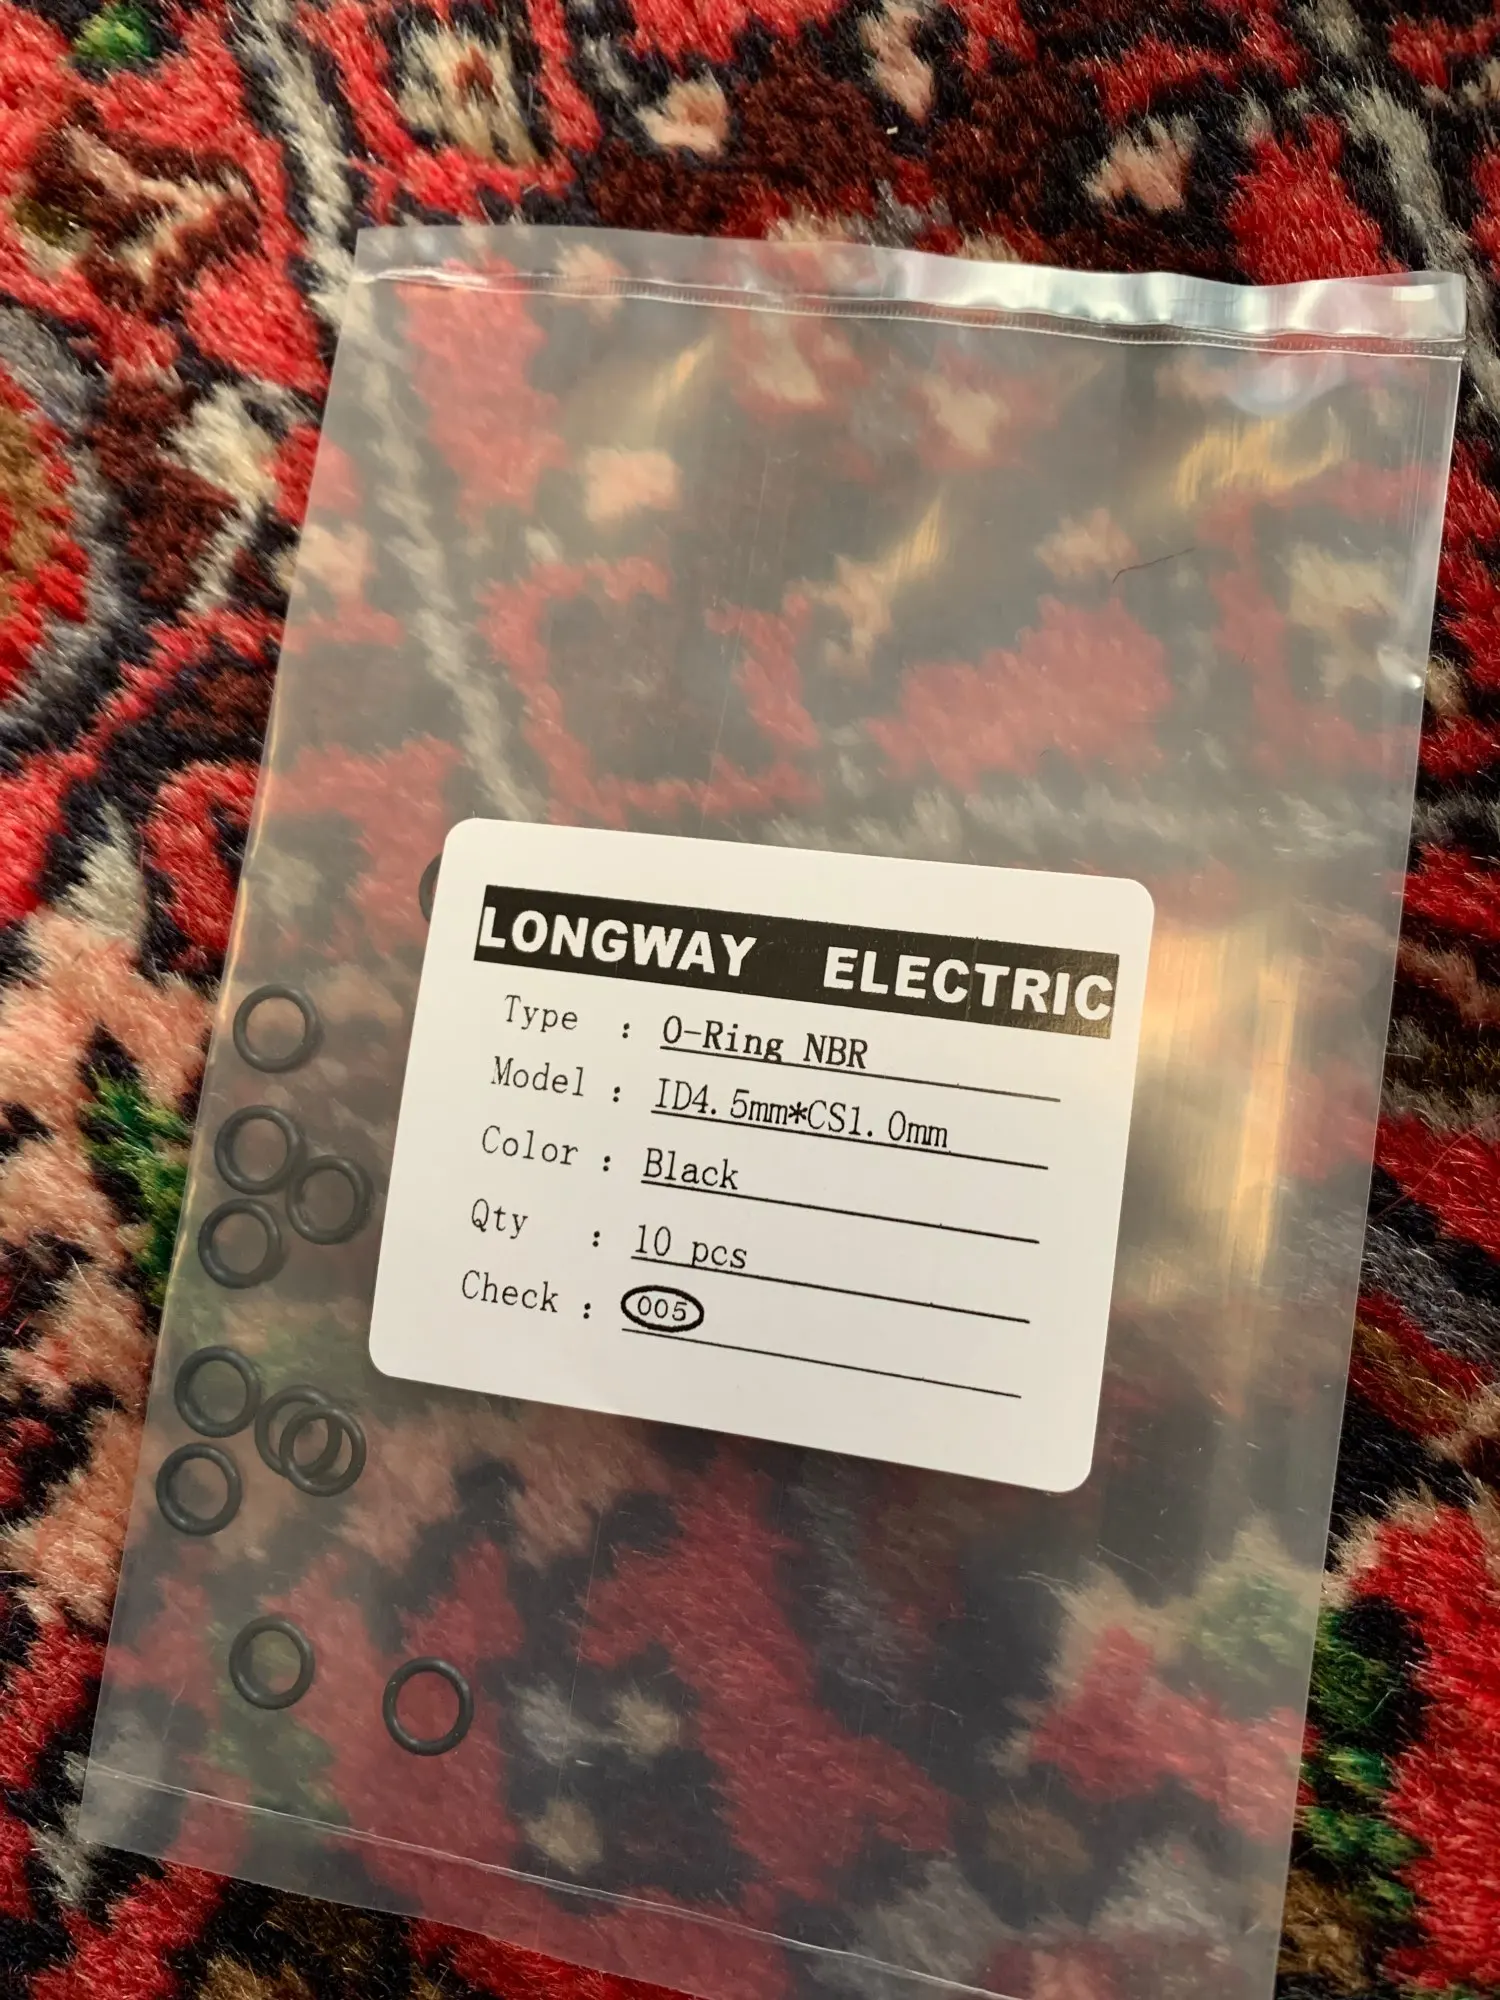 LONGWAY ELECTRIC
Type : O-Ring NBR
Model : ID4.5mm*CS1.0mm
Color : Black
Qty : 10 pcs
Check : 005